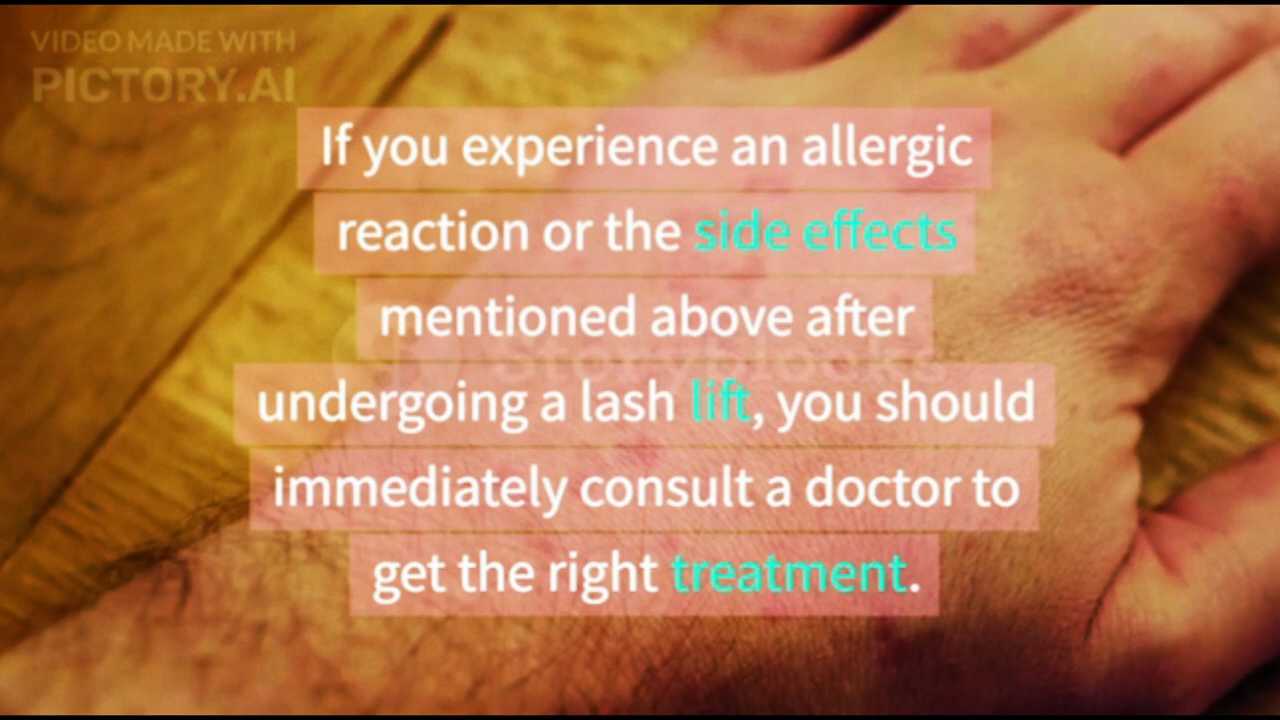 VIDEO MADE WITH
PICTORY.AI
If you experience an allergic
reaction or the side effects
mentioned above after
Storyblocks
undergoing a lash lift, you should
immediately consult a doctor to
get the right treatment.